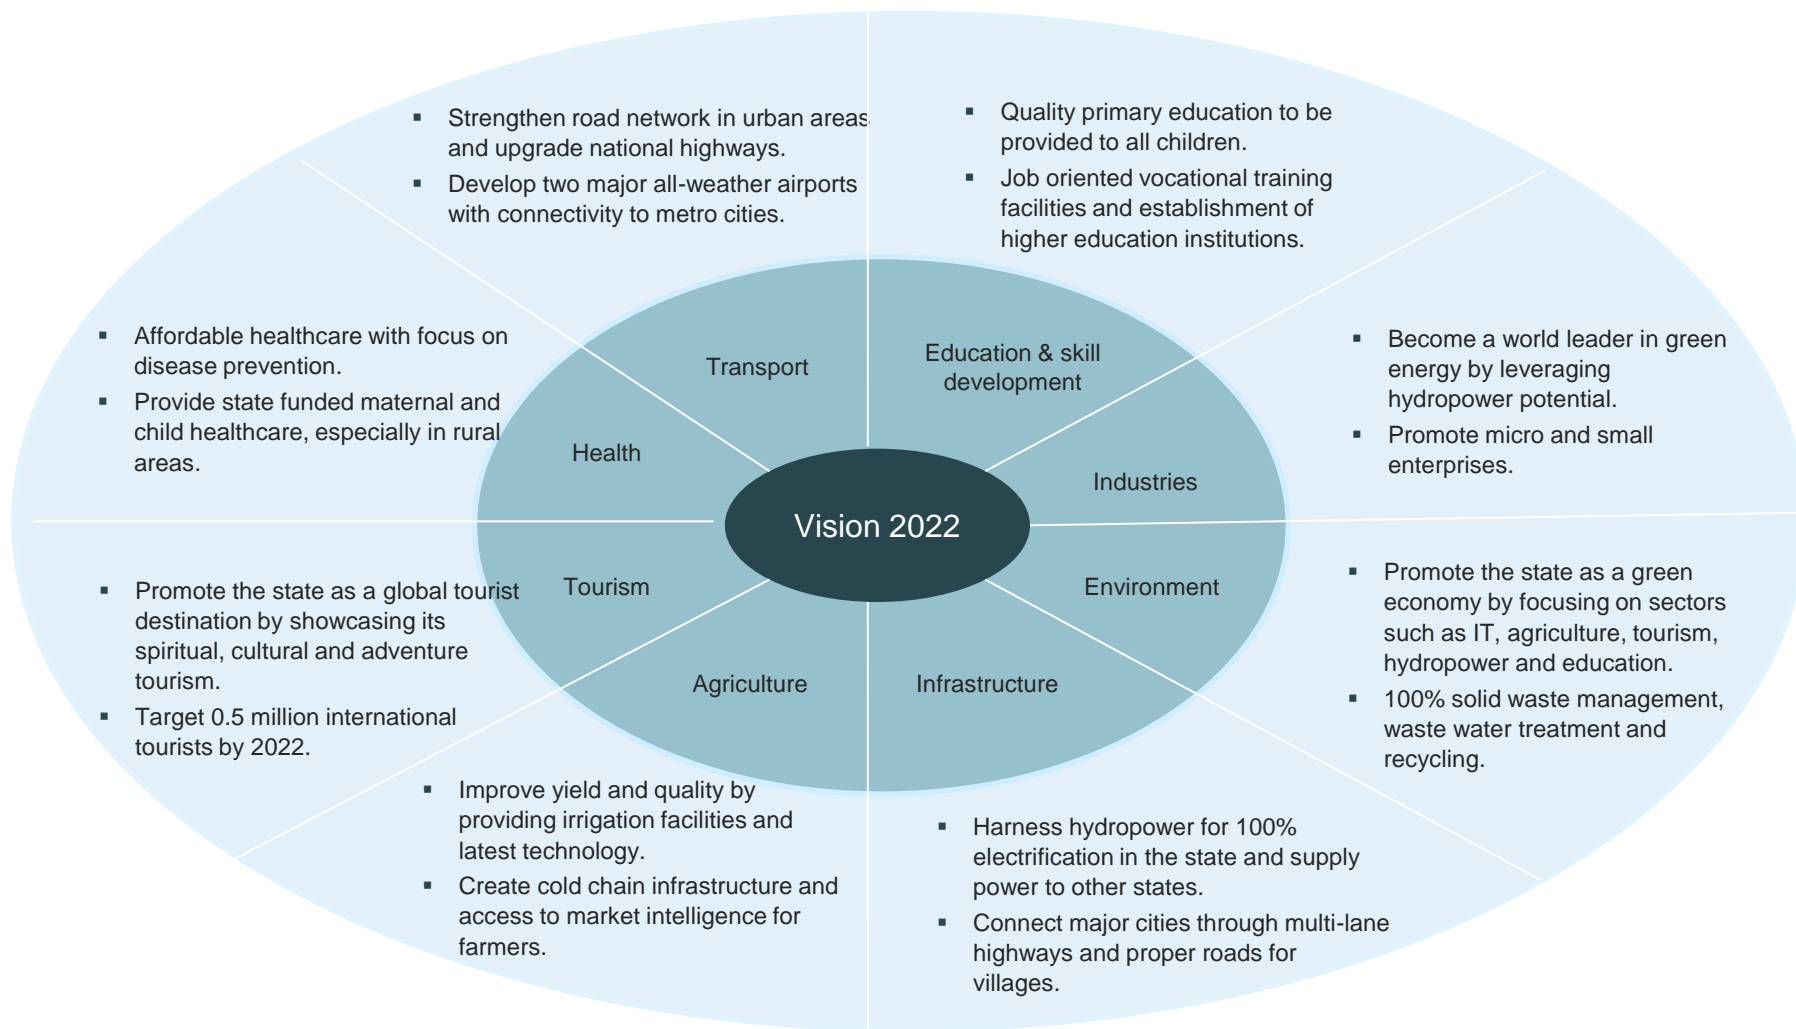 ▪ Strengthen road network in urban areas
and upgrade national highways.
▪ Develop two major all-weather airports
with connectivity to metro cities.
▪ Quality primary education to be
provided to all children.
▪ Job oriented vocational training
facilities and establishment of
higher education institutions.
▪ Affordable healthcare with focus on
disease prevention.
▪ Provide state funded maternal and
child healthcare, especially in rural
areas.
Transport
Education & skill
development
▪ Become a world leader in green
energy by leveraging
hydropower potential.
▪ Promote micro and small
enterprises.
Health
Industries
Vision 2022
Tourism
Environment
▪ Promote the state as a global tourist
destination by showcasing its
spiritual, cultural and adventure
tourism.
▪ Target 0.5 million international
tourists by 2022.
Agriculture
Infrastructure
▪ Promote the state as a green
economy by focusing on sectors
such as IT, agriculture, tourism,
hydropower and education.
▪ 100% solid waste management,
waste water treatment and
recycling.
▪ Improve yield and quality by
providing irrigation facilities and
latest technology.
▪ Create cold chain infrastructure and
access to market intelligence for
farmers.
▪ Harness hydropower for 100%
electrification in the state and supply
power to other states.
▪ Connect major cities through multi-lane
highways and proper roads for
villages.